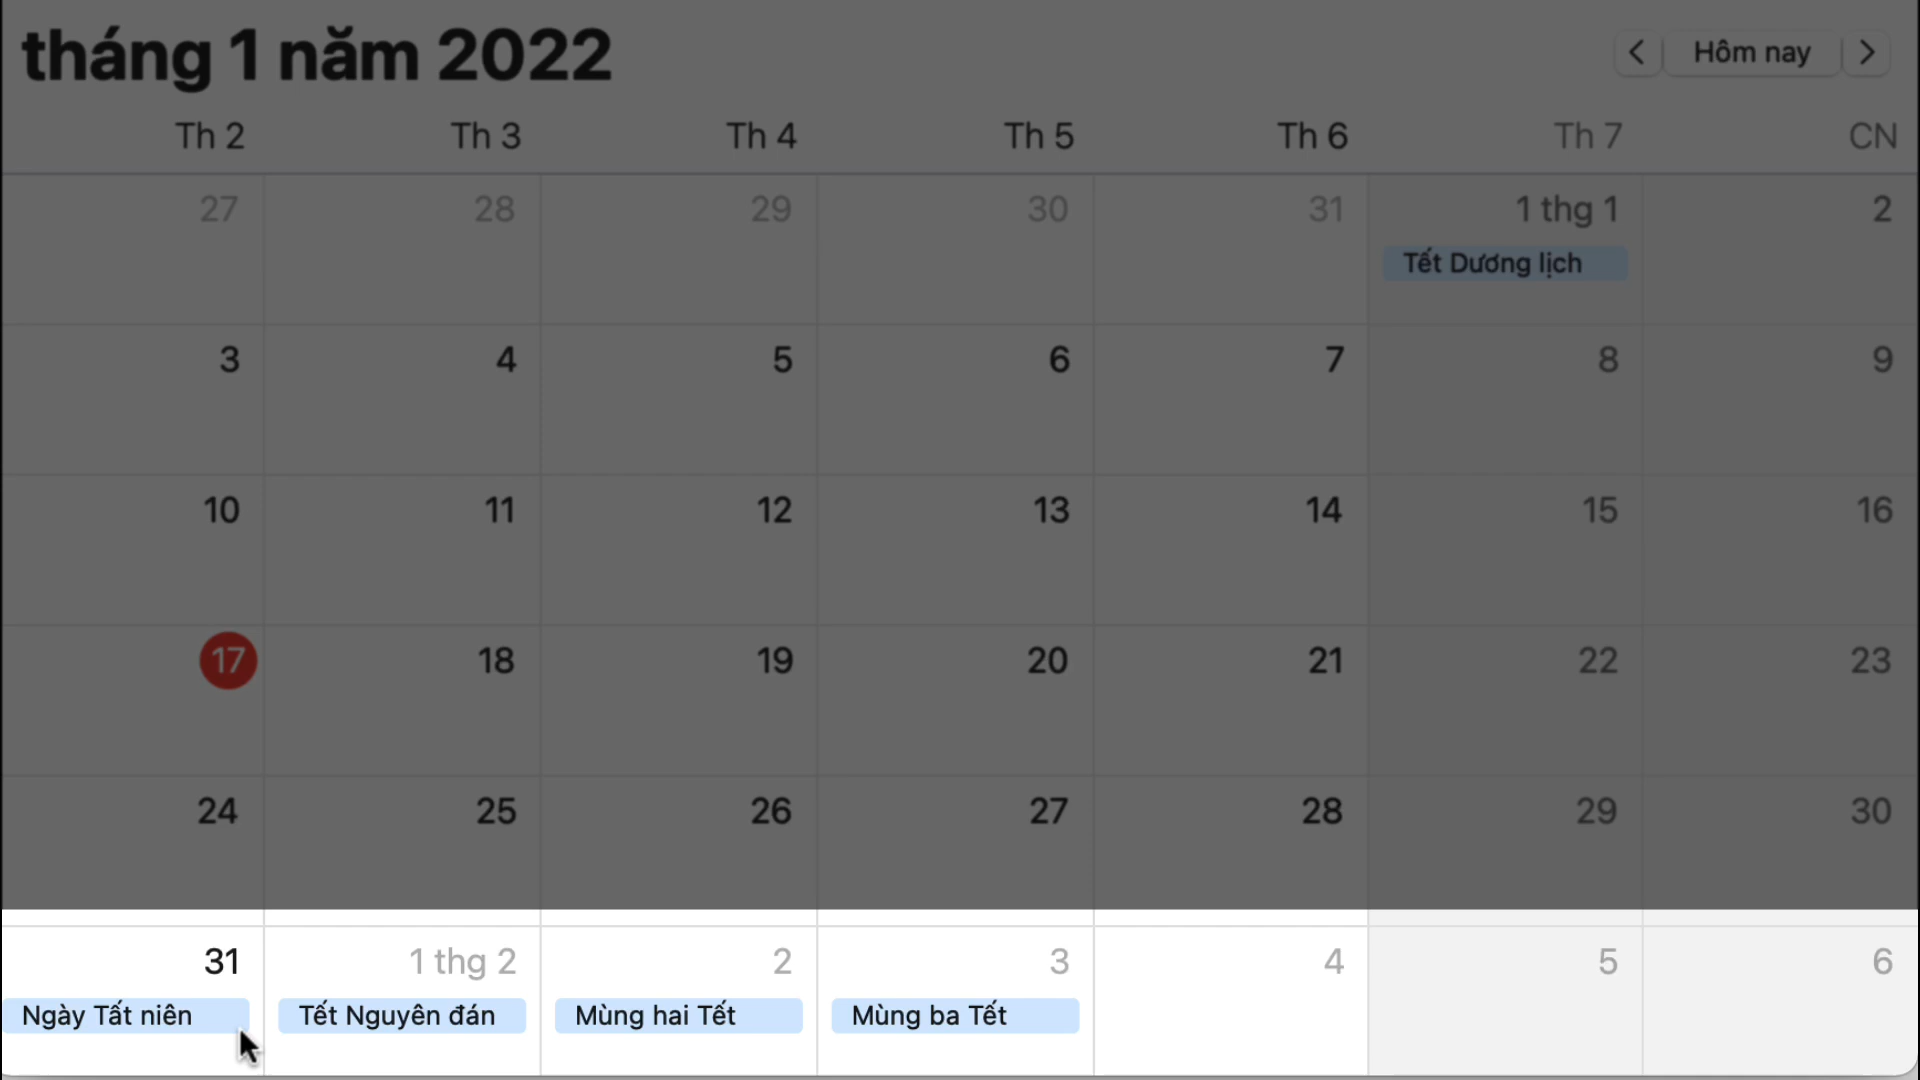 tháng 1 năm 2022
Hôm nay
Th 2 Th 3 Th 4 Th 5 Th 6 Th 7 CN
27 28 29 30 31 1 thg 1 2
Tết Dương lịch
3 4 5 6 7 8 9
10 11 12 13 14 15 16
17 18 19 20 21 22 23
24 25 26 27 28 29 30
31 1 thg 2 2 3 4 5 6
Ngày Tất niên Tết Nguyên đán Mùng hai Tết Mùng ba Tết